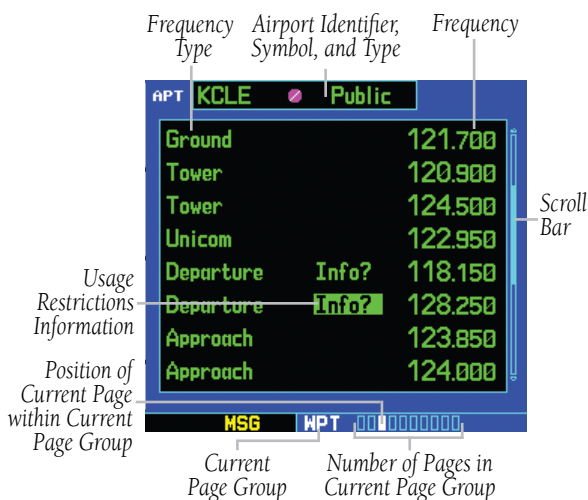 Frequency Type
Airport Identifier, Symbol, and Type
Frequency
APT KCLE Public
Ground 121.700
Tower 120.900
Tower 124.500
Unicom 122.950
Departure Info? 118.150
Departure Info? 128.250
Approach 123.850
Approach 124.000
Scroll Bar
Usage Restrictions Information
Position of Current Page within Current Page Group
MSG WPT
Current Page Group
Number of Pages in Current Page Group